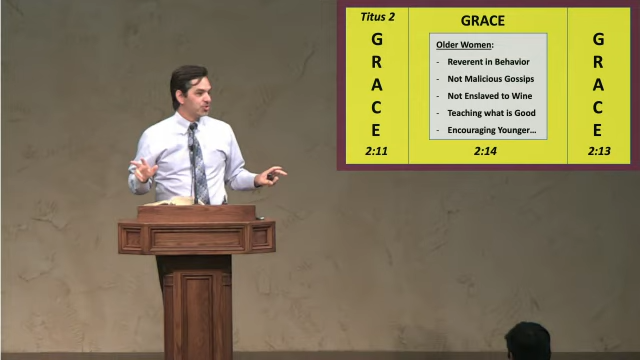 Titus 2
GRACE
G
R
A
C
E
2:11
Older Women:
- Reverent in Behavior
- Not Malicious Gossips
- Not Enslaved to Wine
- Teaching what is Good
- Encouraging Younger...
2:14
G
R
A
C
E
2:13